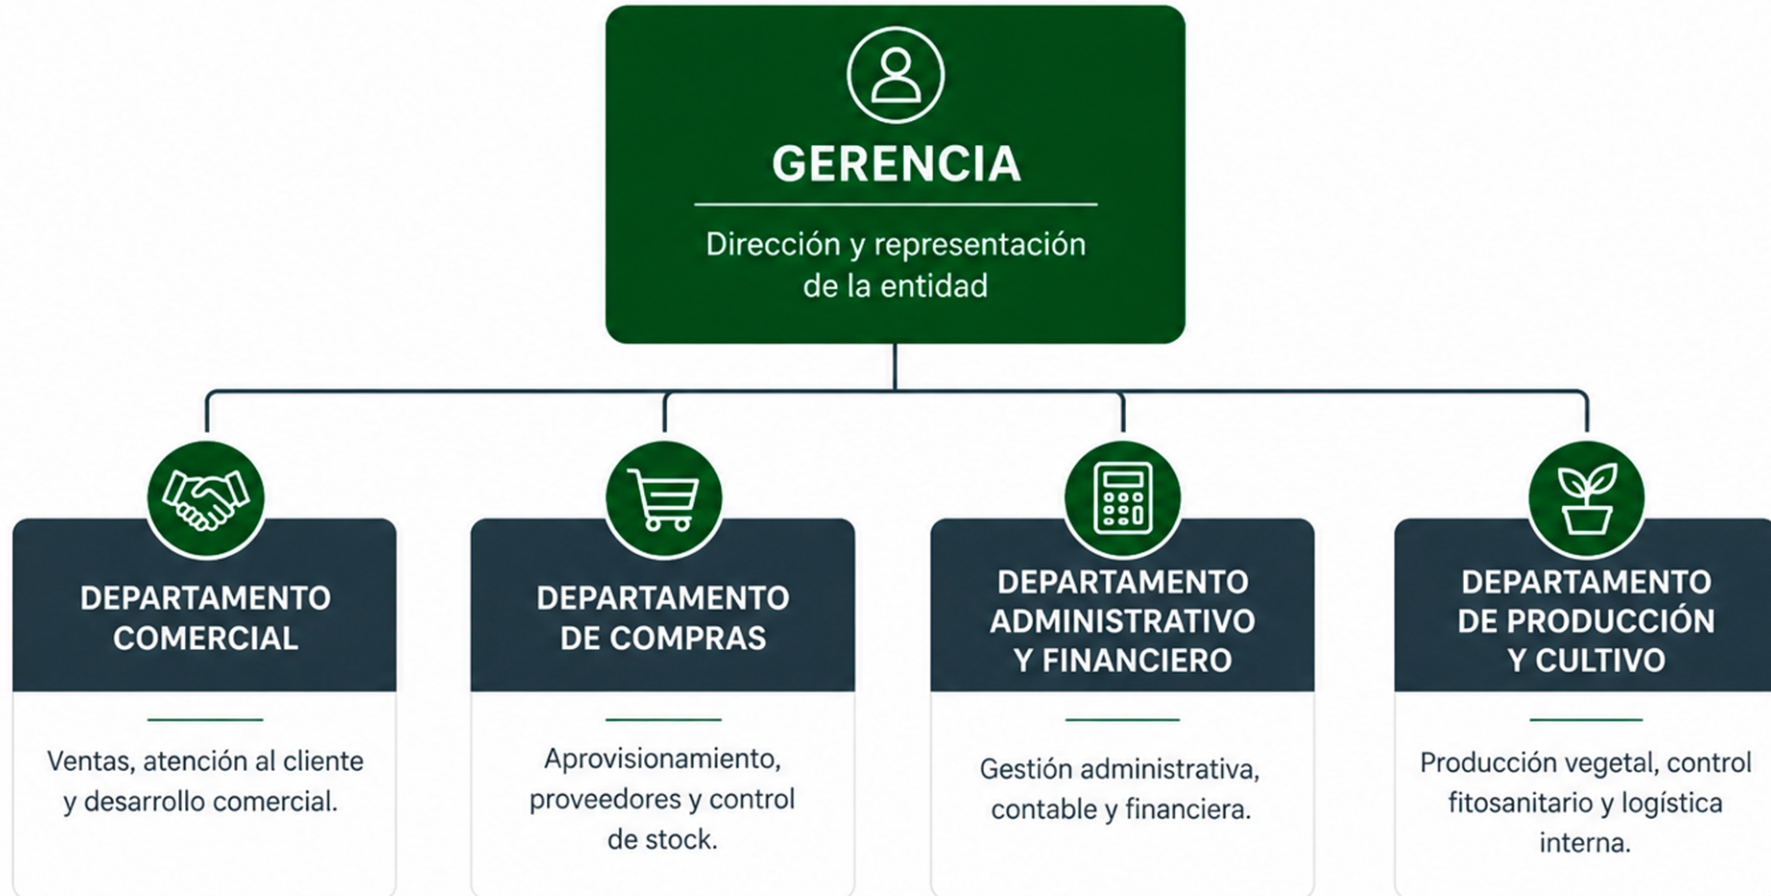 GERENCIA
Dirección y representación
de la entidad
DEPARTAMENTO
COMERCIAL
Ventas, atención al cliente
y desarrollo comercial.
DEPARTAMENTO
DE COMPRAS
Aprovisionamiento,
proveedores y control
de stock.
DEPARTAMENTO
ADMINISTRATIVO
Y FINANCIERO
Gestión administrativa,
contable y financiera.
DEPARTAMENTO
DE PRODUCCIÓN
Y CULTIVO
Producción vegetal, control
fitosanitario y logística
interna.